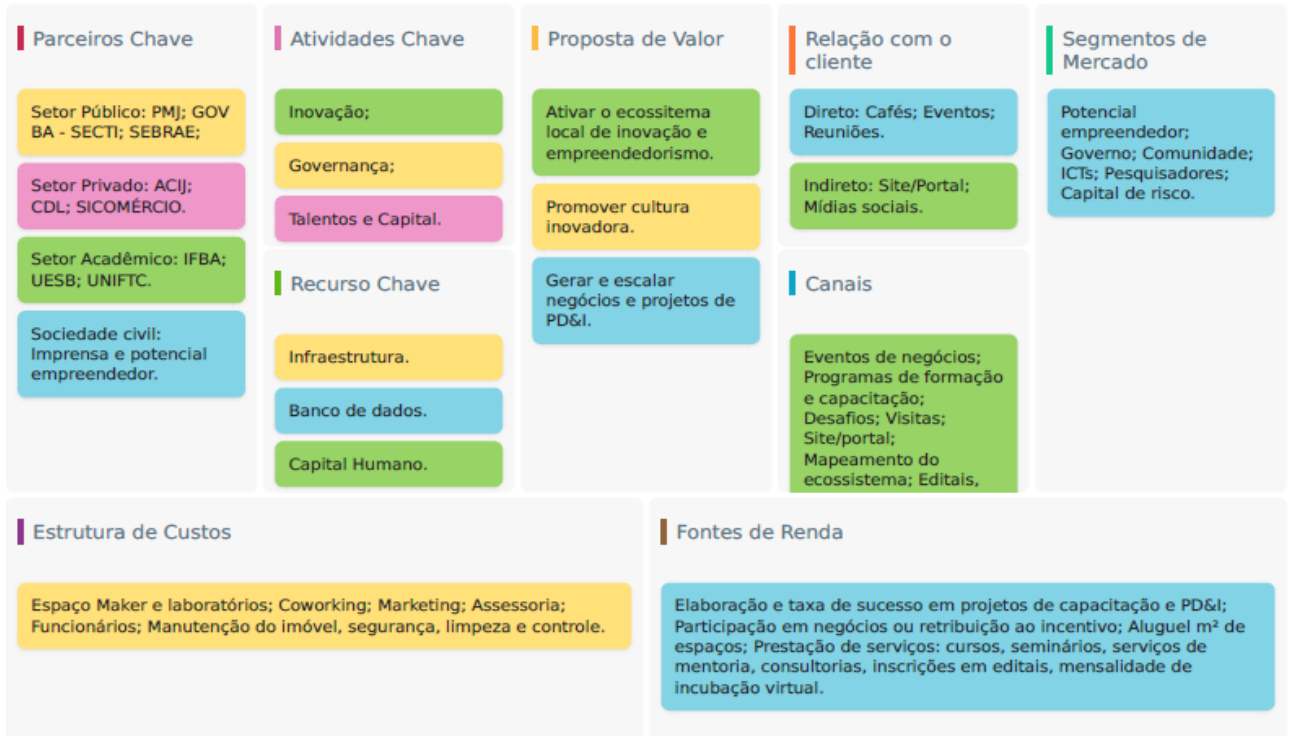 Parceiros Chave
Setor Público: PMJ; GOV
BA - SECTI; SEBRAE;
Setor Privado: ACIJ;
CDL; SICOMÉRCIO.
Setor Acadêmico: IFBA;
UESB; UNIFTC.
Sociedade civil:
Imprensa e potencial
empreendedor.
Atividades Chave
Inovação;
Governança;
Talentos e Capital.
Recurso Chave
Infraestrutura.
Banco de dados.
Capital Humano.
Proposta de Valor
Ativar o ecossitema
local de inovação e
empreendedorismo.
Promover cultura
inovadora.
Gerar e escalar
negócios e projetos de
PD&I.
Relação com o
cliente
Direto: Cafés; Eventos;
Reuniões.
Indireto: Site/Portal;
Mídias sociais.
Canais
Eventos de negócios;
Programas de formação
e capacitação;
Desafios; Visitas;
Site/portal;
Mapeamento do
ecossistema; Editais,
Segmentos de
Mercado
Potencial
empreendedor;
Governo; Comunidade;
ICTs; Pesquisadores;
Capital de risco.
Estrutura de Custos
Espaço Maker e laboratórios; Coworking; Marketing; Assessoria;
Funcionários; Manutenção do imóvel, segurança, limpeza e controle.
Fontes de Renda
Elaboração e taxa de sucesso em projetos de capacitação e PD&I;
Participação em negócios ou retribuição ao incentivo; Aluguel m² de
espaços; Prestação de serviços: cursos, seminários, serviços de
mentoria, consultorias, inscrições em editais, mensalidade de
incubação virtual.